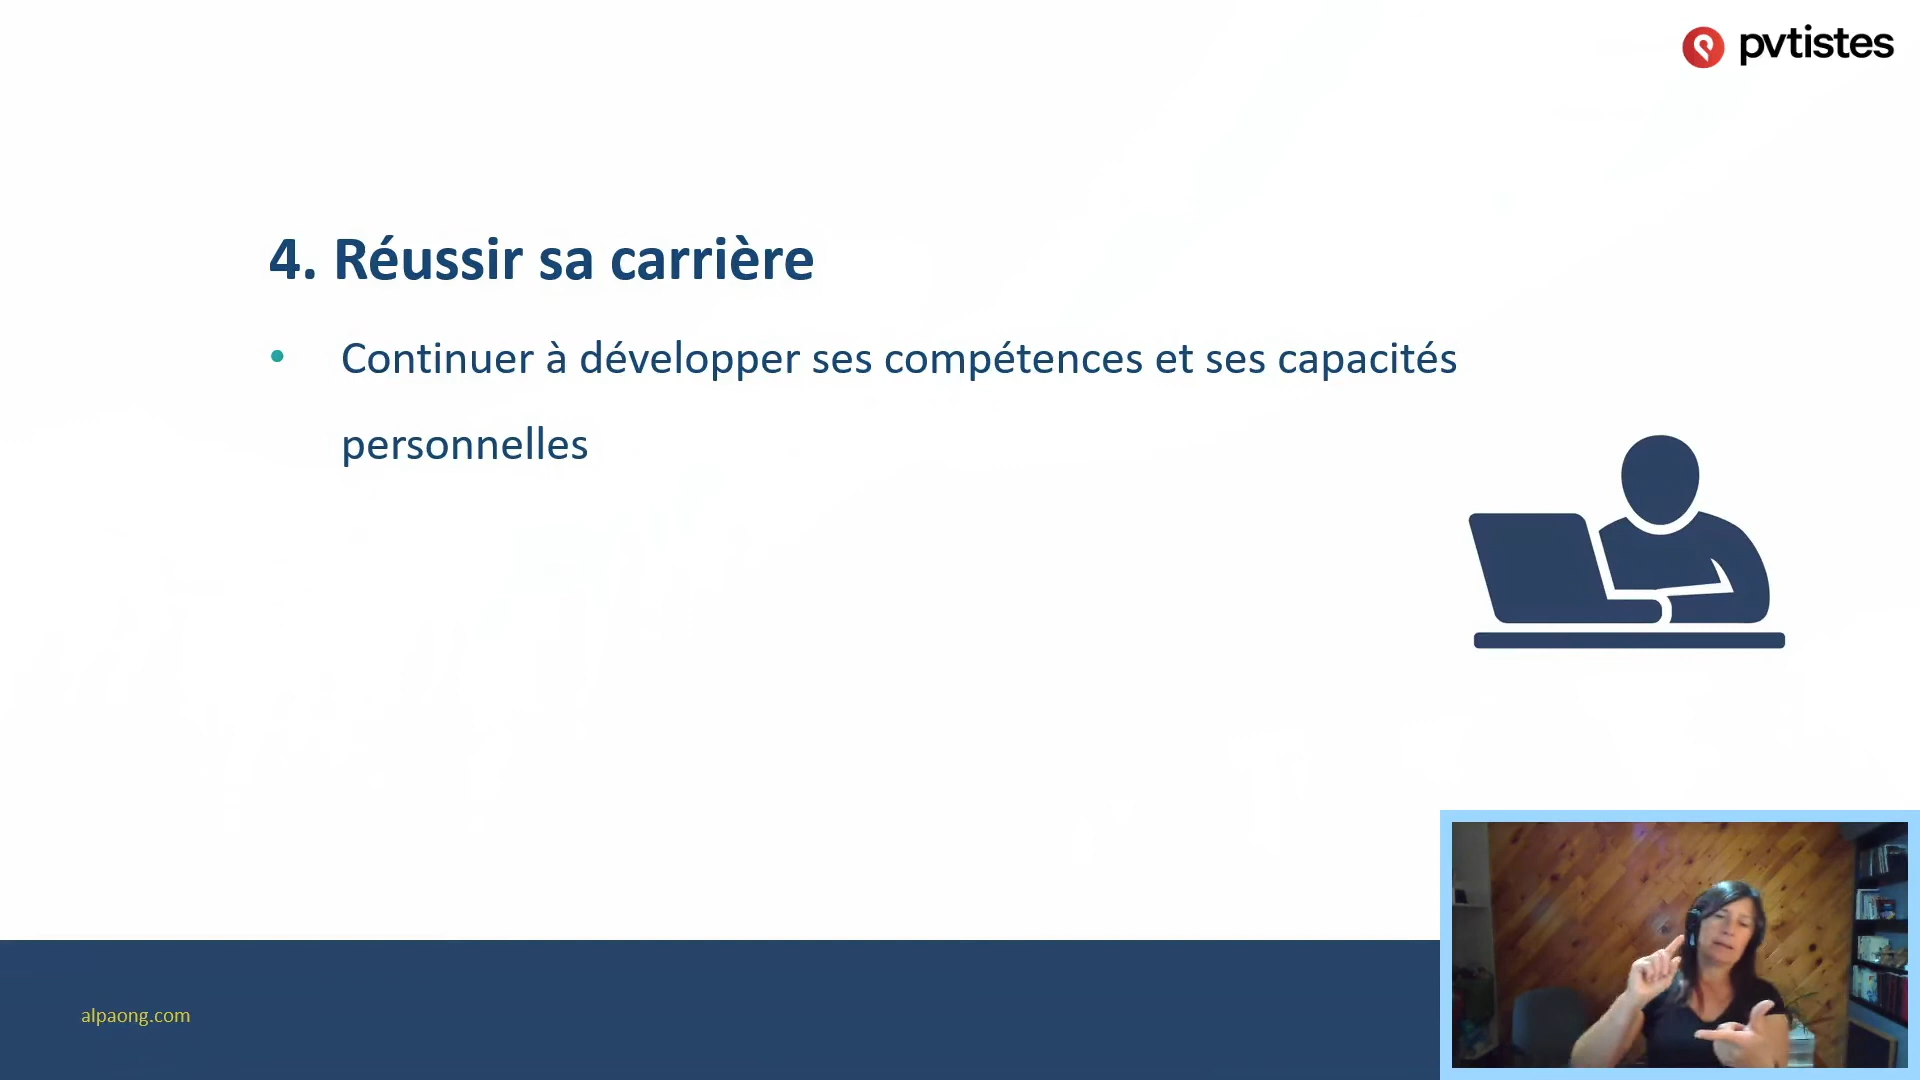 pvtistes
4. Réussir sa carrière
• Continuer à développer ses compétences et ses capacités
personnelles
alpaong.com